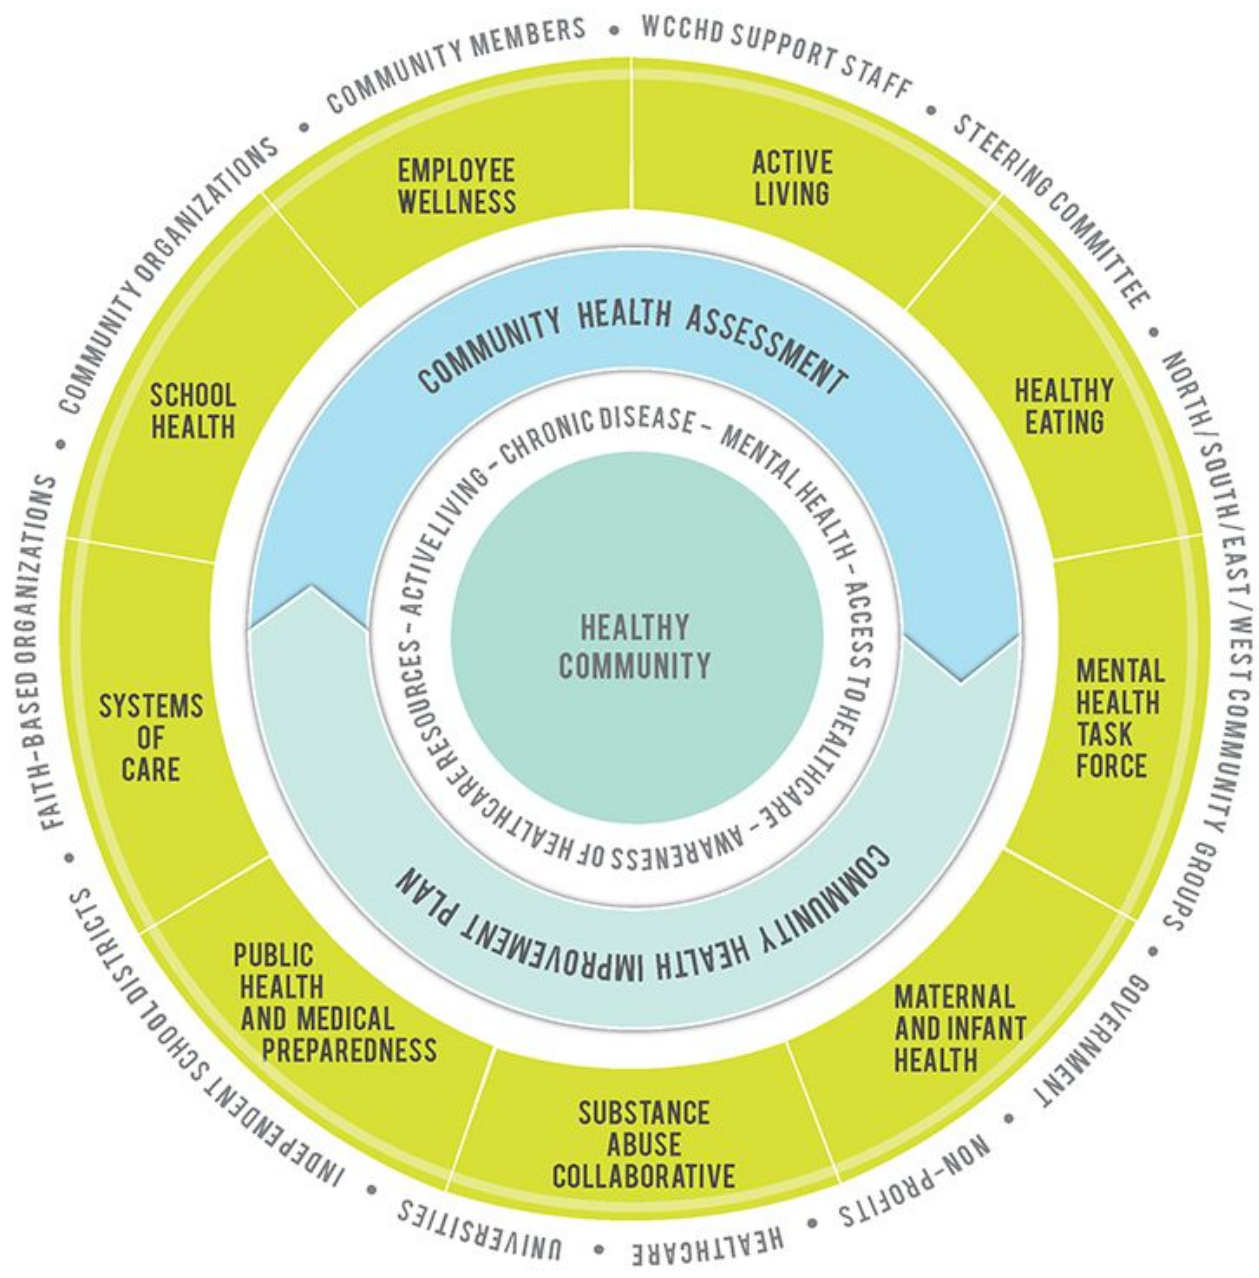 COMMUNITY MEMBERS • WCCHD SUPPORT STAFF • STEERING COMMITTEE • NORTH/SOUTH/EAST/WEST COMMUNITY GROUPS • GOVERNMENT • NON-PROFITS • HEALTHCARE • UNIVERSITIES • INDEPENDENT SCHOOL DISTRICTS • FAITH-BASED ORGANIZATIONS • COMMUNITY ORGANIZATIONS •
ACTIVE
LIVING
HEALTHY
EATING
MENTAL
HEALTH
TASK
FORCE
MATERNAL
AND INFANT
HEALTH
SUBSTANCE
ABUSE
COLLABORATIVE
PUBLIC
HEALTH
AND MEDICAL
PREPAREDNESS
SYSTEMS
OF
CARE
SCHOOL
HEALTH
EMPLOYEE
WELLNESS
COMMUNITY HEALTH ASSESSMENT
COMMUNITY HEALTH IMPROVEMENT PLAN
CHRONIC DISEASE - MENTAL HEALTH - ACCESS TO HEALTHCARE - AWARENESS OF HEALTHCARE RESOURCES - ACTIVE LIVING -
HEALTHY
COMMUNITY